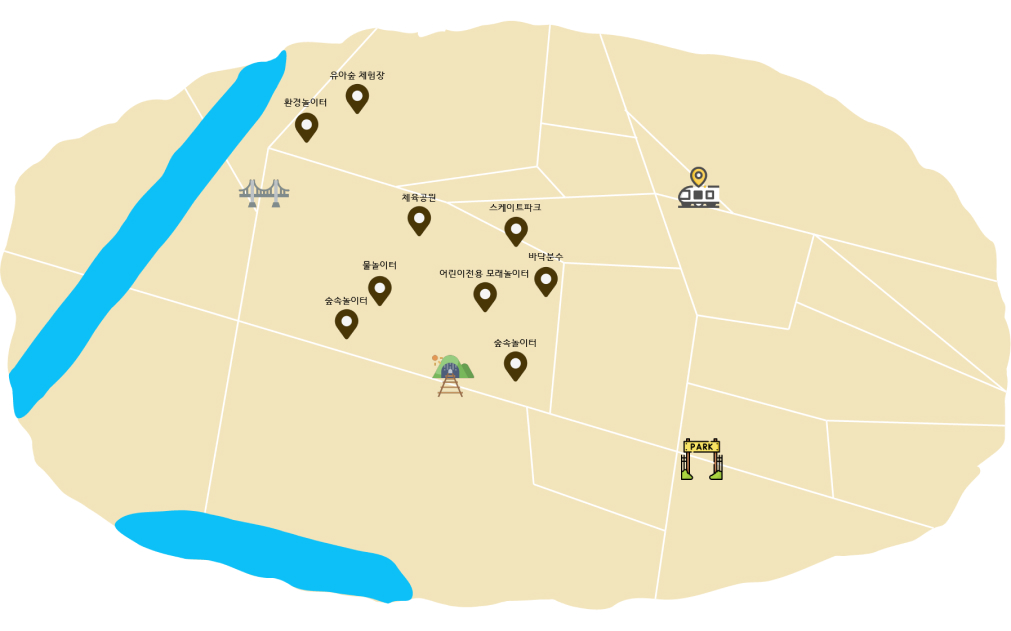 유아숲 체험장
환경놀이터
체육공원
스케이트파크
바닥분수
물놀이터
어린이전용 모래놀이터
숲속놀이터
숲속놀이터
PARK